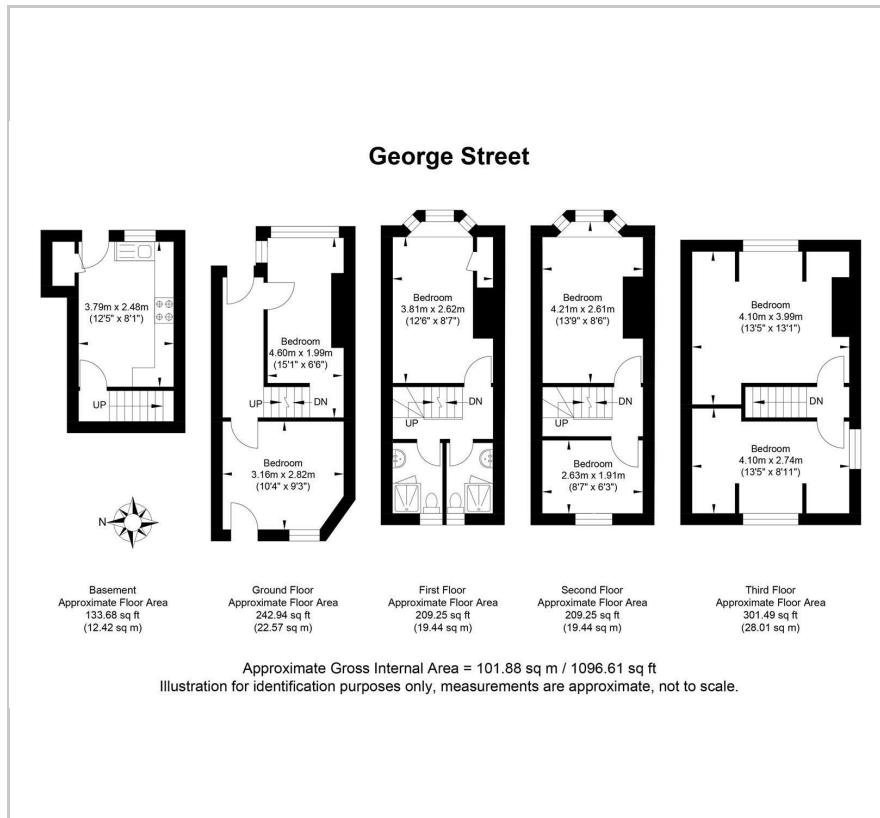 George Street
3.79m x 2.48m
(12'5" x 8'1")
UP
Bedroom
4.60m x 1.99m
(15'1" x 6'6")
UP
DN
Bedroom
3.16m x 2.82m
(10'4" x 9'3")
Bedroom
3.81m x 2.62m
(12'6" x 8'7")
DN
UP
Bedroom
4.21m x 2.61m
(13'9" x 8'6")
DN
UP
Bedroom
2.63m x 1.91m
(8'7" x 6'3")
Bedroom
4.10m x 3.99m
(13'5" x 13'1")
DN
Bedroom
4.10m x 2.74m
(13'5" x 8'11")
N
Basement
Approximate Floor Area
133.68 sq ft
(12.42 sq m)
Ground Floor
Approximate Floor Area
242.94 sq ft
(22.57 sq m)
First Floor
Approximate Floor Area
209.25 sq ft
(19.44 sq m)
Second Floor
Approximate Floor Area
209.25 sq ft
(19.44 sq m)
Third Floor
Approximate Floor Area
301.49 sq ft
(28.01 sq m)
Approximate Gross Internal Area = 101.88 sq m / 1096.61 sq ft
Illustration for identification purposes only, measurements are approximate, not to scale.